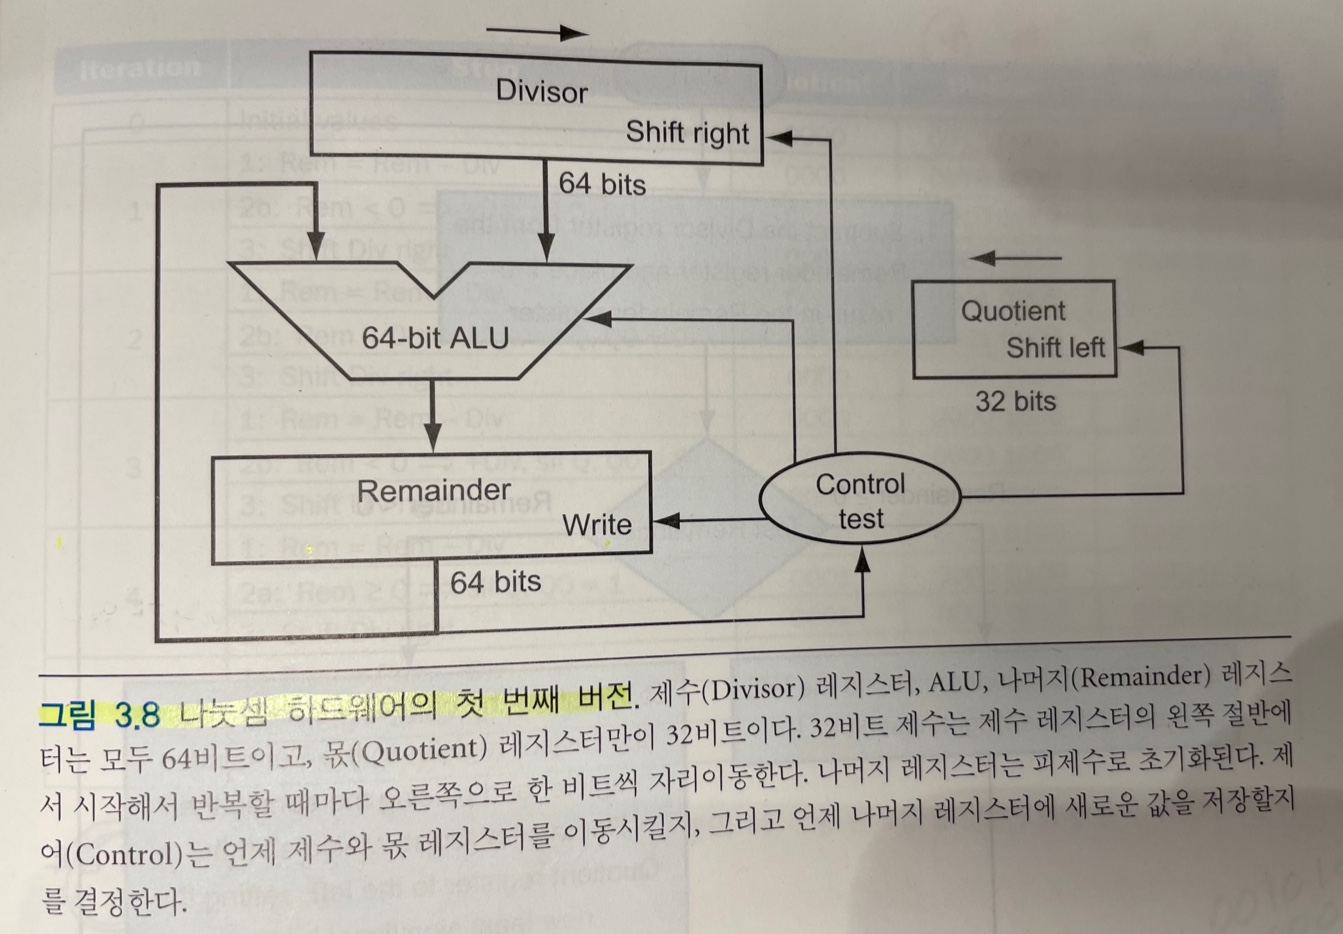 Divisor
Shift right
64 bits
64-bit ALU
Quotient
Shift left
32 bits
Remainder
Write
Control
test
64 bits
그림 3.8 나눗셈 하드웨어의 첫 번째 버전. 제수(Divisor) 레지스터, ALU, 나머지(Remainder) 레지스
터는 모두 64비트이고, 몫(Quotient) 레지스터만이 32비트이다. 32비트 제수는 제수 레지스터의 왼쪽 절반에
서 시작해서 반복할 때마다 오른쪽으로 한 비트씩 자리이동한다. 나머지 레지스터는 피제수로 초기화된다. 제
어(Control)는 언제 제수와 몫 레지스터를 이동시킬지, 그리고 언제 나머지 레지스터에 새로운 값을 저장할지
를 결정한다.